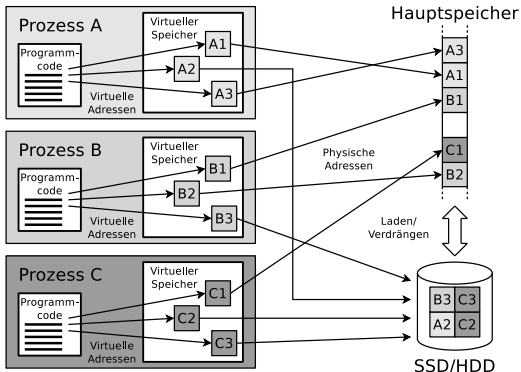 Hauptspeicher
Prozess A
Programm-
code
Virtuelle
Adressen
Virtueller
Speicher
A1
A2
A3
Prozess B
Programm-
code
Virtuelle
Adressen
Virtueller
Speicher
B1
B2
B3
Prozess C
Programm-
code
Virtuelle
Adressen
Virtueller
Speicher
C1
C2
C3
Physische
Adressen
A3
A1
B1
C1
B2
Laden/
Verdrängen
B3 C3
A2 C2
SSD/HDD